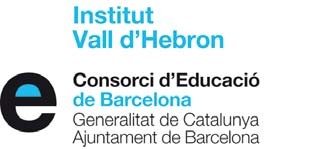 Institut
Vall d'Hebron
e
Consorci d'Educació
de Barcelona
Generalitat de Catalunya
Ajuntament de Barcelona